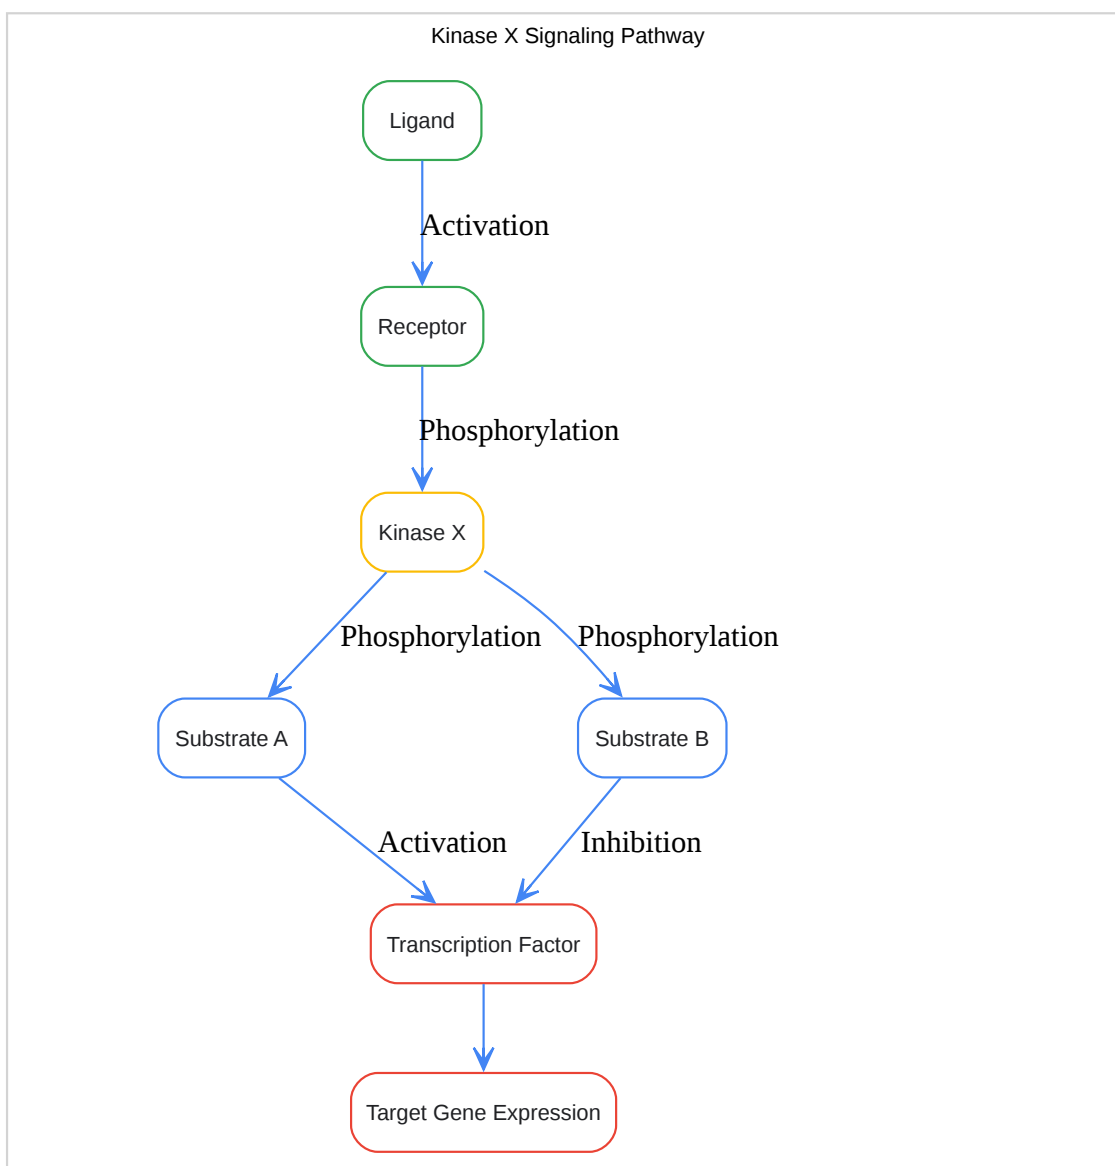 Kinase X Signaling Pathway
Ligand
Activation
Receptor
Phosphorylation
Kinase X
Phosphorylation
Phosphorylation
Substrate A
Substrate B
Activation
Inhibition
Transcription Factor
Target Gene Expression